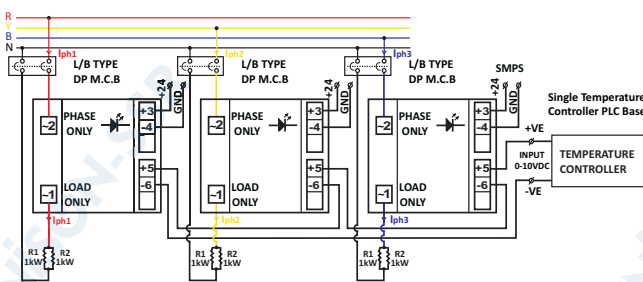 R
Y
B
N
Iph1
L/B TYPE
DP M.C.B
Iph2
L/B TYPE
DP M.C.B
Iph3
L/B TYPE
DP M.C.B
SMPS
+24
GND
+24
GND
+24
GND
~2
PHASE
ONLY
+3
-4
~2
PHASE
ONLY
+3
-4
~2
PHASE
ONLY
+3
-4
Single Temperature
Controller PLC Base
+VE
INPUT
0-10VDC
-VE
TEMPERATURE
CONTROLLER
~1
LOAD
ONLY
+5
-6
~1
LOAD
ONLY
+5
-6
~1
LOAD
ONLY
+5
-6
Iph1
Iph2
Iph3
R1 R2
1kW 1kW
R1 R2
1kW 1kW
R1 R2
1kW 1kW